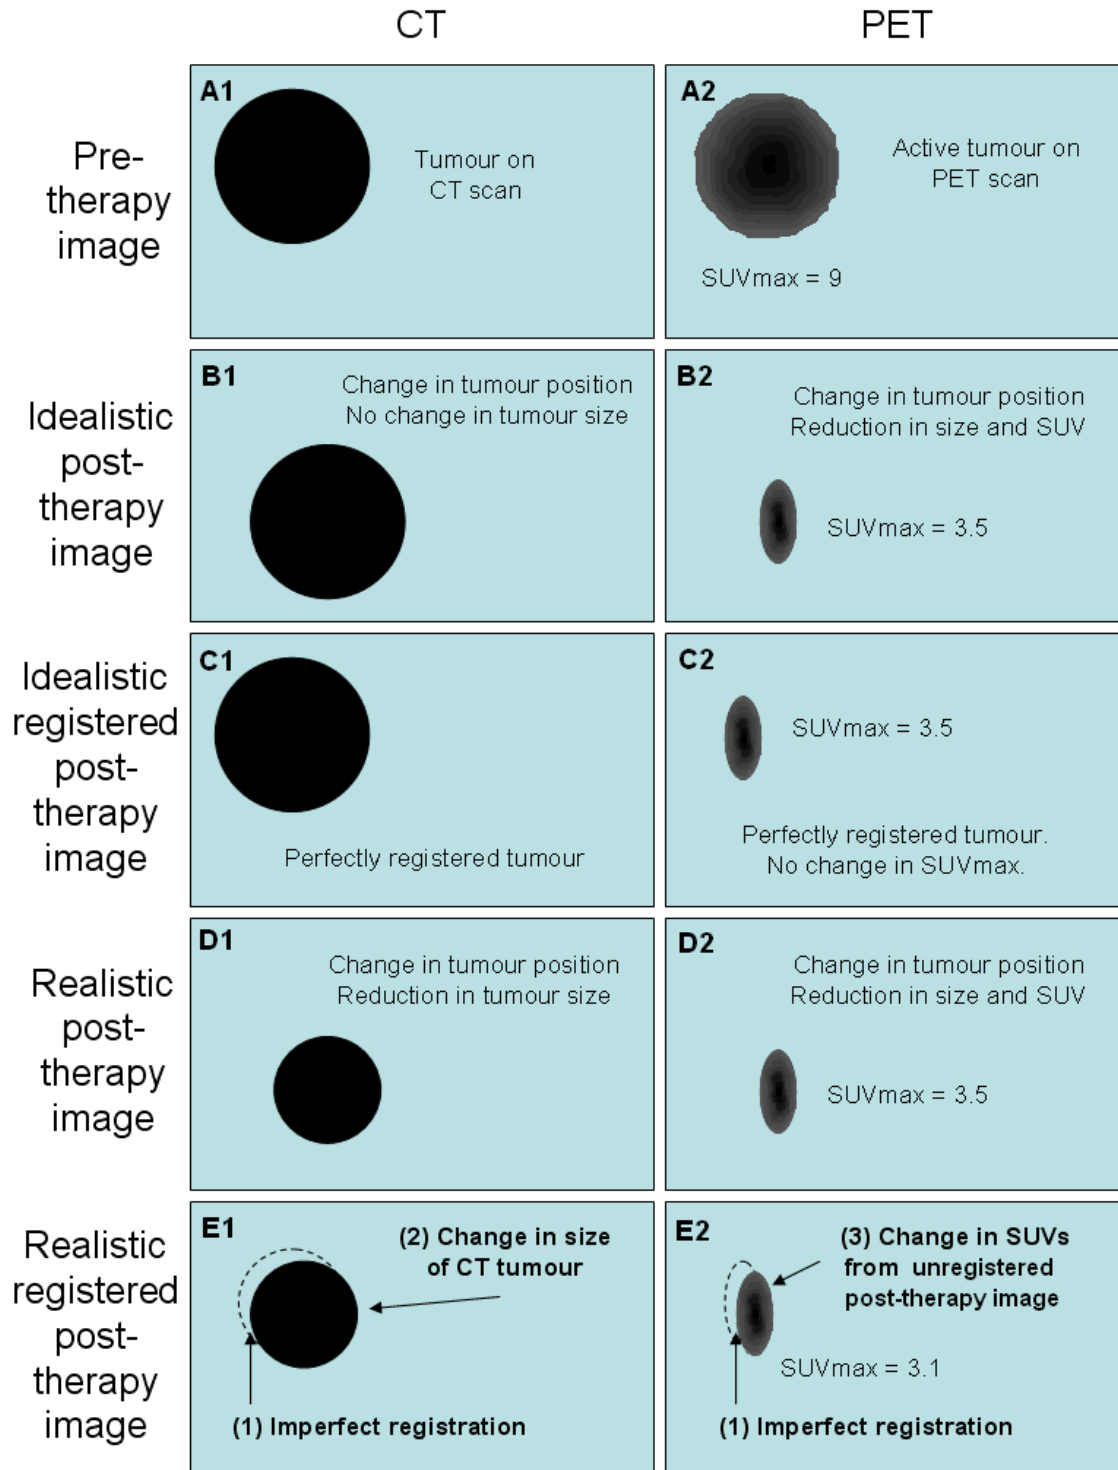 CT
PET
Pre-
therapy
image
A1
Tumour on
CT scan
A2
Active tumour on
PET scan
SUVmax = 9
Idealistic
post-
therapy
image
B1
Change in tumour position
No change in tumour size
B2
Change in tumour position
Reduction in size and SUV
SUVmax = 3.5
Idealistic
registered
post-
therapy
image
C1
Perfectly registered tumour
C2
SUVmax = 3.5
Perfectly registered tumour.
No change in SUVmax.
Realistic
post-
therapy
image
D1
Change in tumour position
Reduction in tumour size
D2
Change in tumour position
Reduction in size and SUV
SUVmax = 3.5
Realistic
registered
post-
therapy
image
E1
(2) Change in size
of CT tumour
(1) Imperfect registration
E2
(3) Change in SUVs
from unregistered
post-therapy image
SUVmax = 3.1
(1) Imperfect registration